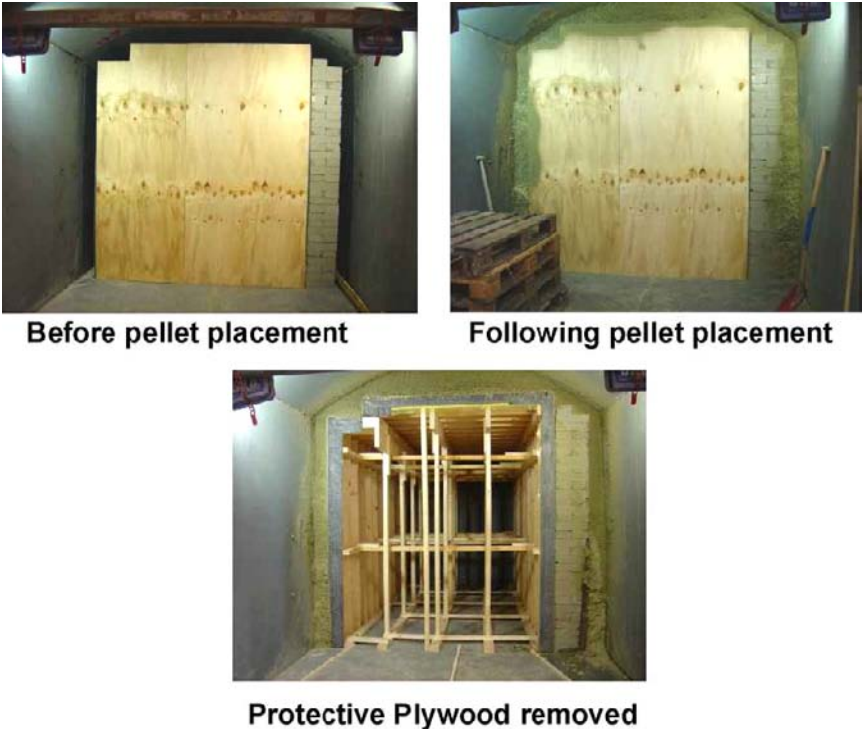 Before pellet placement
Following pellet placement
Protective Plywood removed